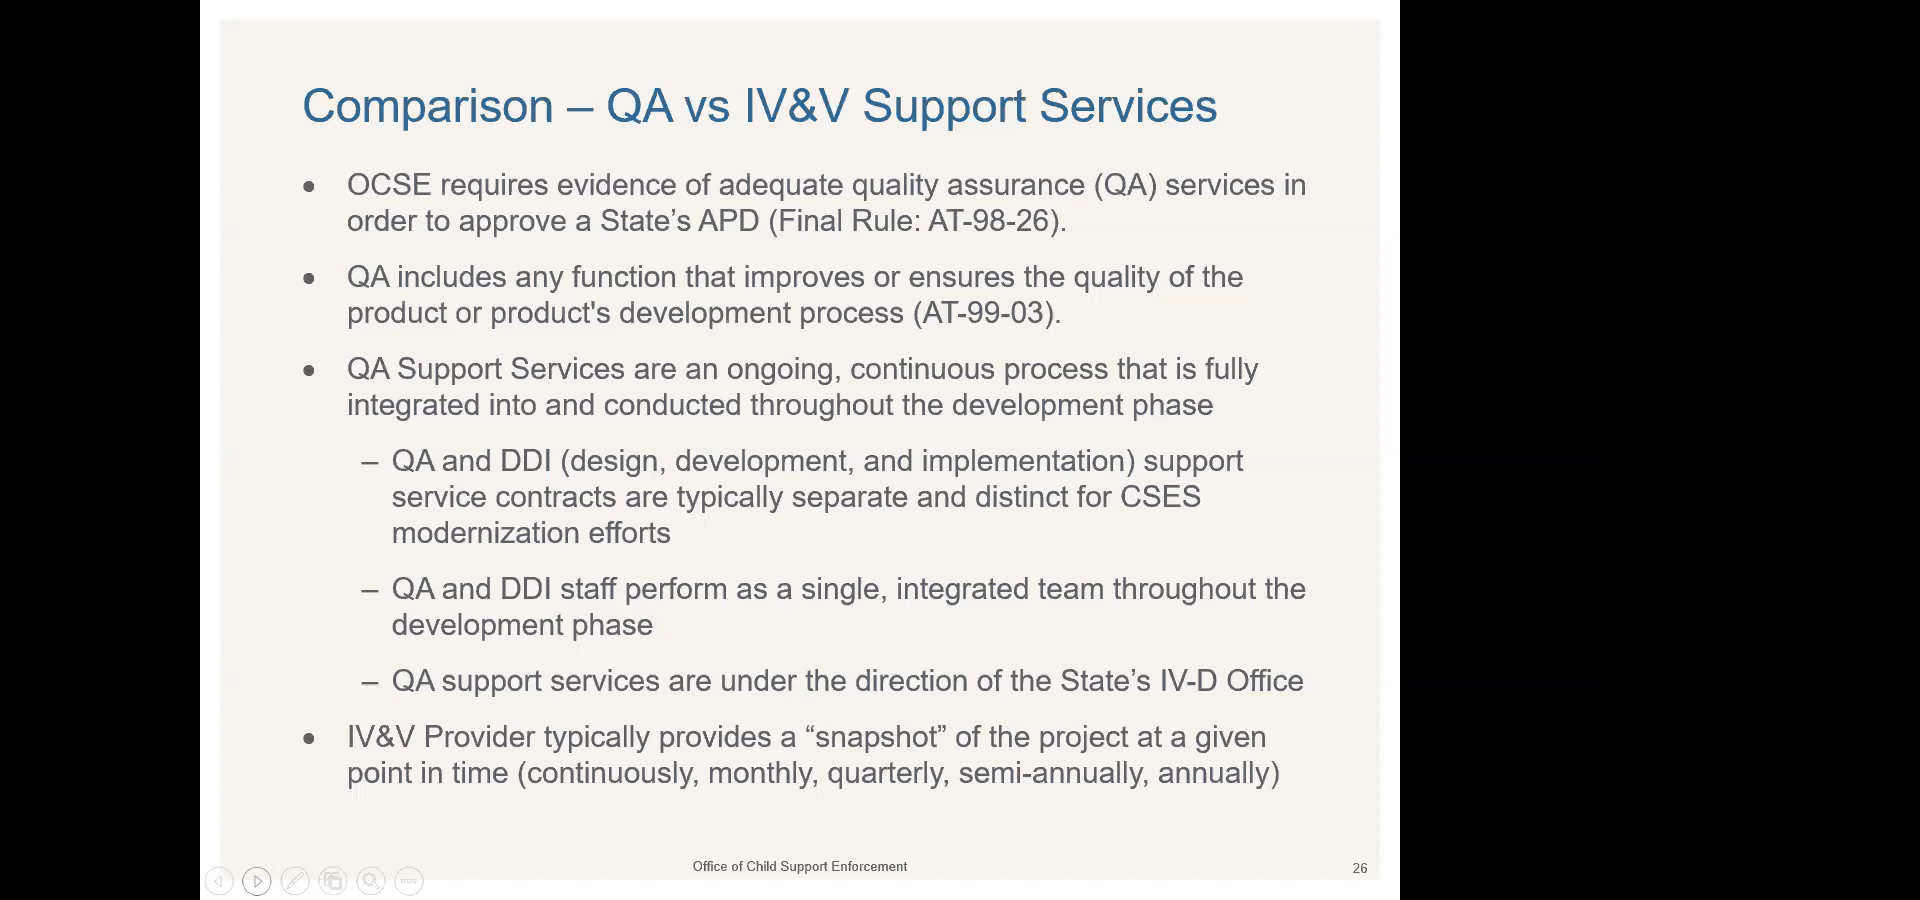 Comparison – QA vs IV&V Support Services
• OCSE requires evidence of adequate quality assurance (QA) services in
order to approve a State’s APD (Final Rule: AT-98-26).
• QA includes any function that improves or ensures the quality of the
product or product's development process (AT-99-03).
• QA Support Services are an ongoing, continuous process that is fully
integrated into and conducted throughout the development phase
– QA and DDI (design, development, and implementation) support
service contracts are typically separate and distinct for CSES
modernization efforts
– QA and DDI staff perform as a single, integrated team throughout the
development phase
– QA support services are under the direction of the State’s IV-D Office
• IV&V Provider typically provides a “snapshot” of the project at a given
point in time (continuously, monthly, quarterly, semi-annually, annually)
Office of Child Support Enforcement
26